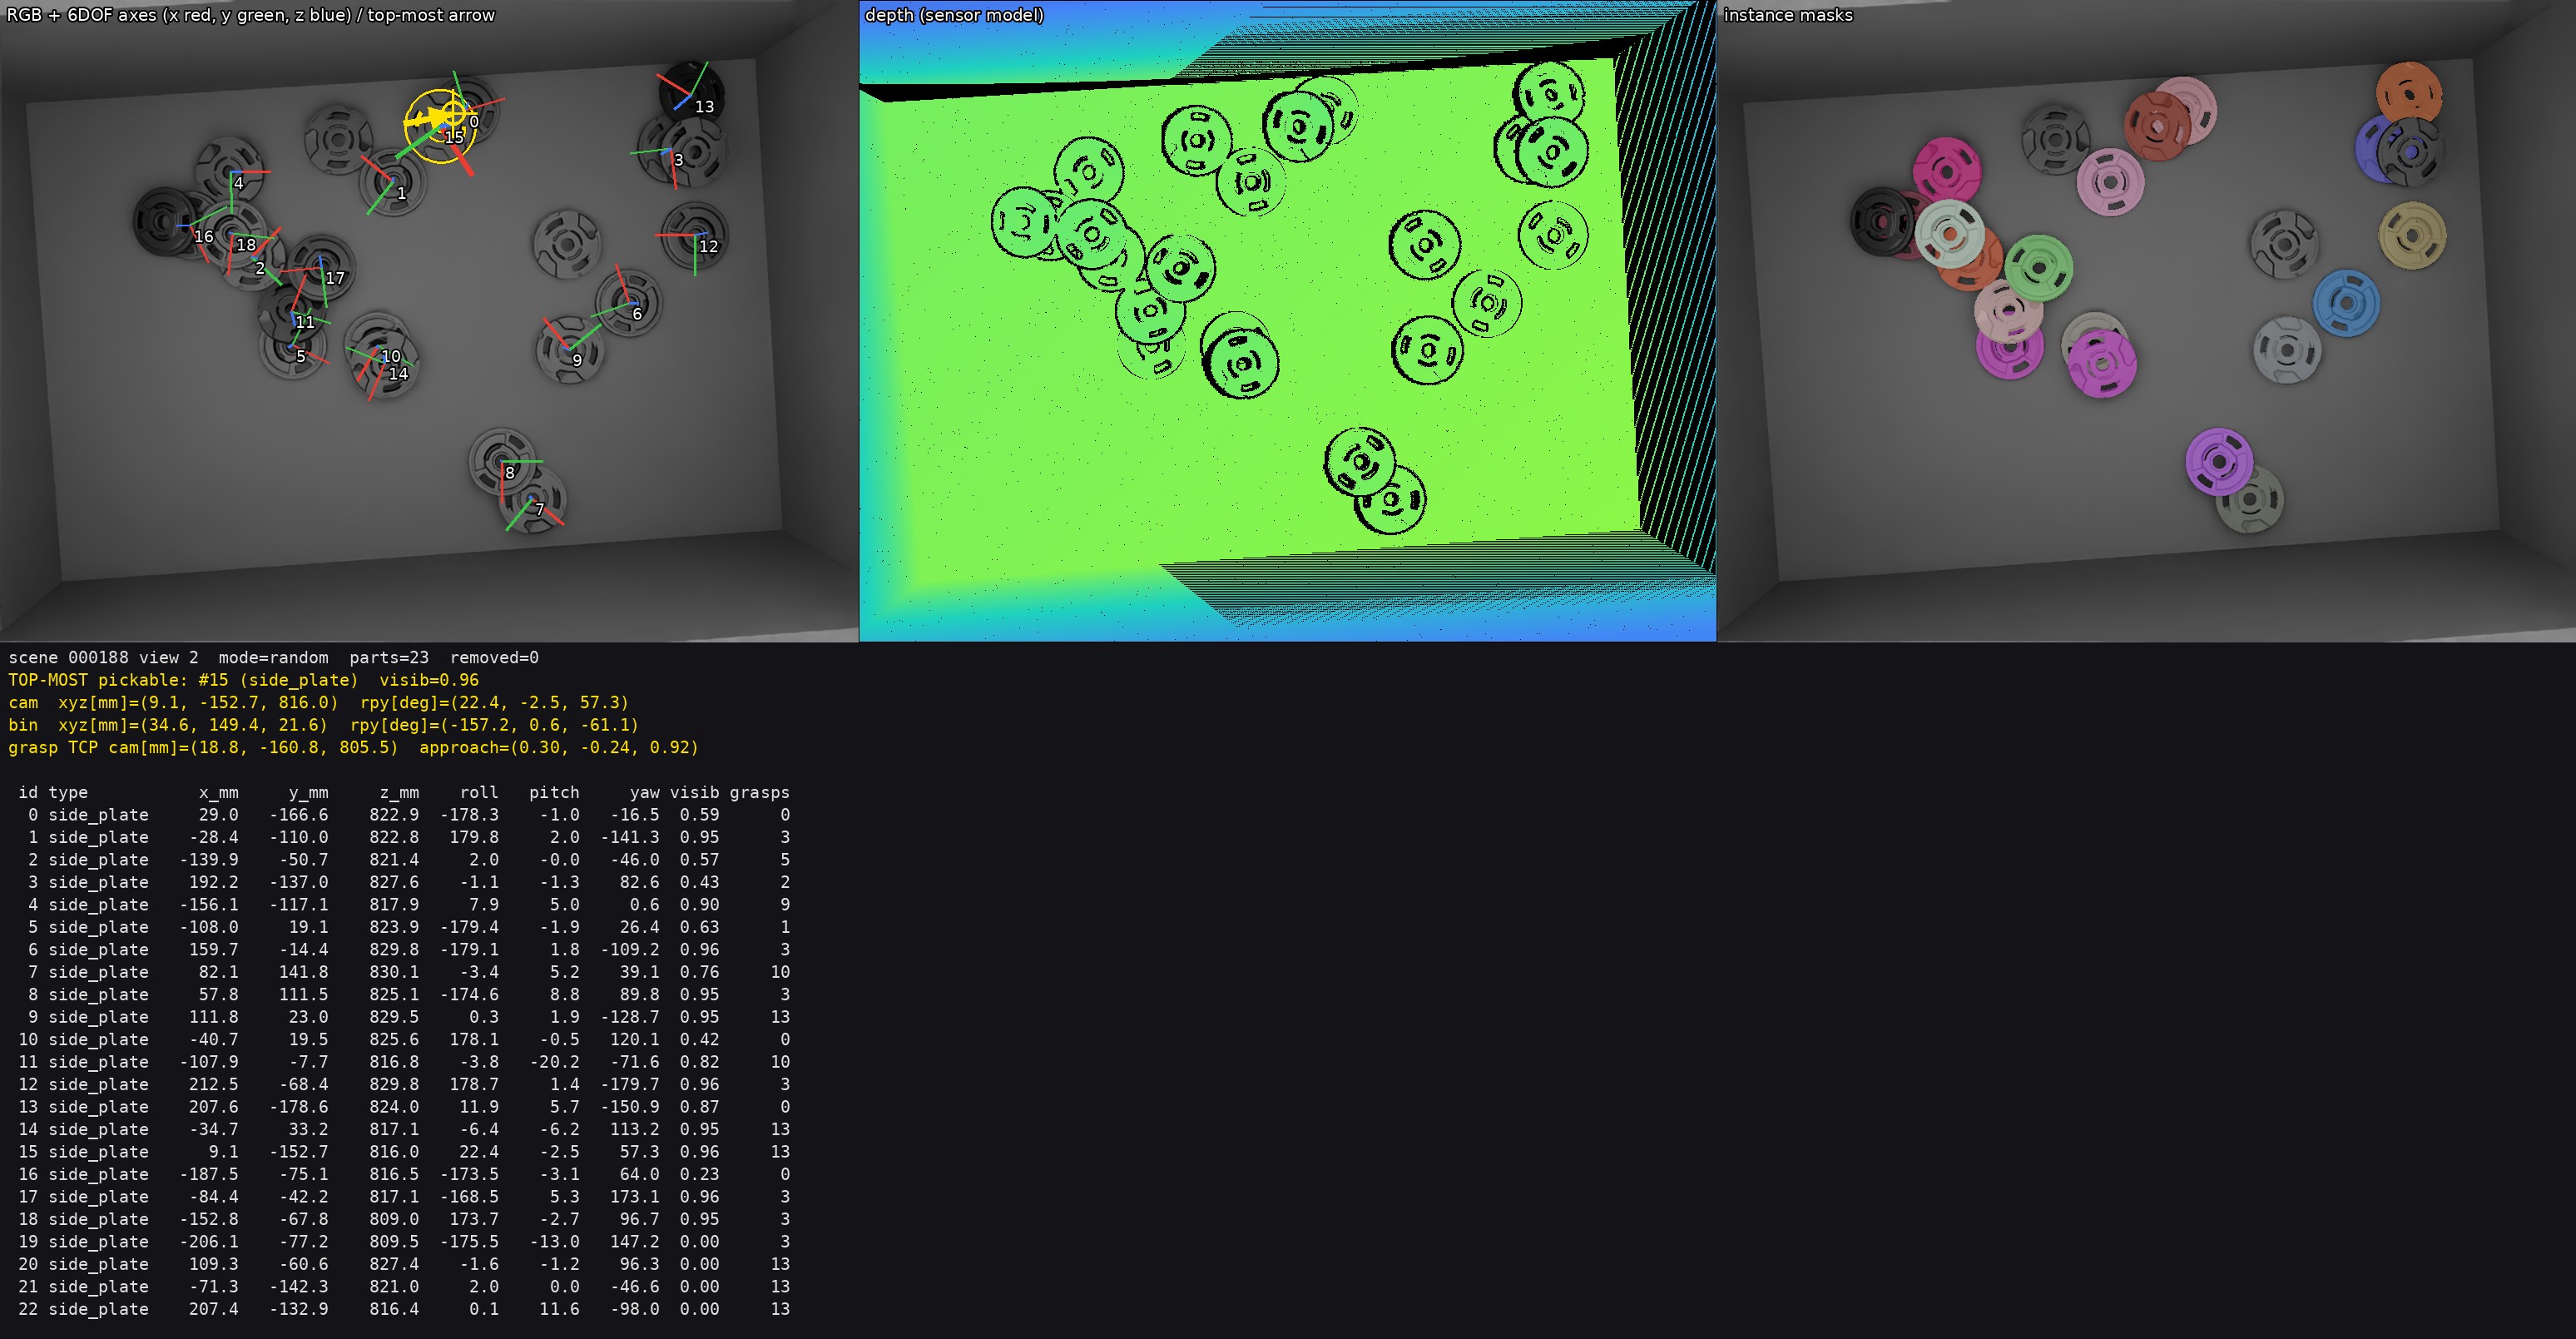 RGB + 6DOF axes (x red, y green, z blue) / top-most arrow
depth (sensor model)
instance masks
13
0
15
3
1
4
16
18
12
2
17
6
11
5
10
9
14
8
7
scene 000188 view 2  mode=random  parts=23  removed=0
TOP-MOST pickable: #15 (side_plate)  visib=0.96
cam  xyz[mm]=(9.1, -152.7, 816.0)  rpy[deg]=(22.4, -2.5, 57.3)
bin  xyz[mm]=(34.6, 149.4, 21.6)  rpy[deg]=(-157.2, 0.6, -61.1)
grasp TCP cam[mm]=(18.8, -160.8, 805.5)  approach=(0.30, -0.24, 0.92)
id type x_mm y_mm z_mm roll pitch yaw visib grasps
0 side_plate 29.0 -166.6 822.9 -178.3 -1.0 -16.5 0.59 0
1 side_plate -28.4 -110.0 822.8 179.8 2.0 -141.3 0.95 3
2 side_plate -139.9 -50.7 821.4 2.0 -0.0 -46.0 0.57 5
3 side_plate 192.2 -137.0 827.6 -1.1 -1.3 82.6 0.43 2
4 side_plate -156.1 -117.1 817.9 7.9 5.0 0.6 0.90 9
5 side_plate -108.0 19.1 823.9 -179.4 -1.9 26.4 0.63 1
6 side_plate 159.7 -14.4 829.8 -179.1 1.8 -109.2 0.96 3
7 side_plate 82.1 141.8 830.1 -3.4 5.2 39.1 0.76 10
8 side_plate 57.8 111.5 825.1 -174.6 8.8 89.8 0.95 3
9 side_plate 111.8 23.0 829.5 0.3 1.9 -128.7 0.95 13
10 side_plate -40.7 19.5 825.6 178.1 -0.5 120.1 0.42 0
11 side_plate -107.9 -7.7 816.8 -3.8 -20.2 -71.6 0.82 10
12 side_plate 212.5 -68.4 829.8 178.7 1.4 -179.7 0.96 3
13 side_plate 207.6 -178.6 824.0 11.9 5.7 -150.9 0.87 0
14 side_plate -34.7 33.2 817.1 -6.4 -6.2 113.2 0.95 13
15 side_plate 9.1 -152.7 816.0 22.4 -2.5 57.3 0.96 13
16 side_plate -187.5 -75.1 816.5 -173.5 -3.1 64.0 0.23 0
17 side_plate -84.4 -42.2 817.1 -168.5 5.3 173.1 0.96 3
18 side_plate -152.8 -67.8 809.0 173.7 -2.7 96.7 0.95 3
19 side_plate -206.1 -77.2 809.5 -175.5 -13.0 147.2 0.00 3
20 side_plate 109.3 -60.6 827.4 -1.6 -1.2 96.3 0.00 13
21 side_plate -71.3 -142.3 821.0 2.0 0.0 -46.6 0.00 13
22 side_plate 207.4 -132.9 816.4 0.1 11.6 -98.0 0.00 13